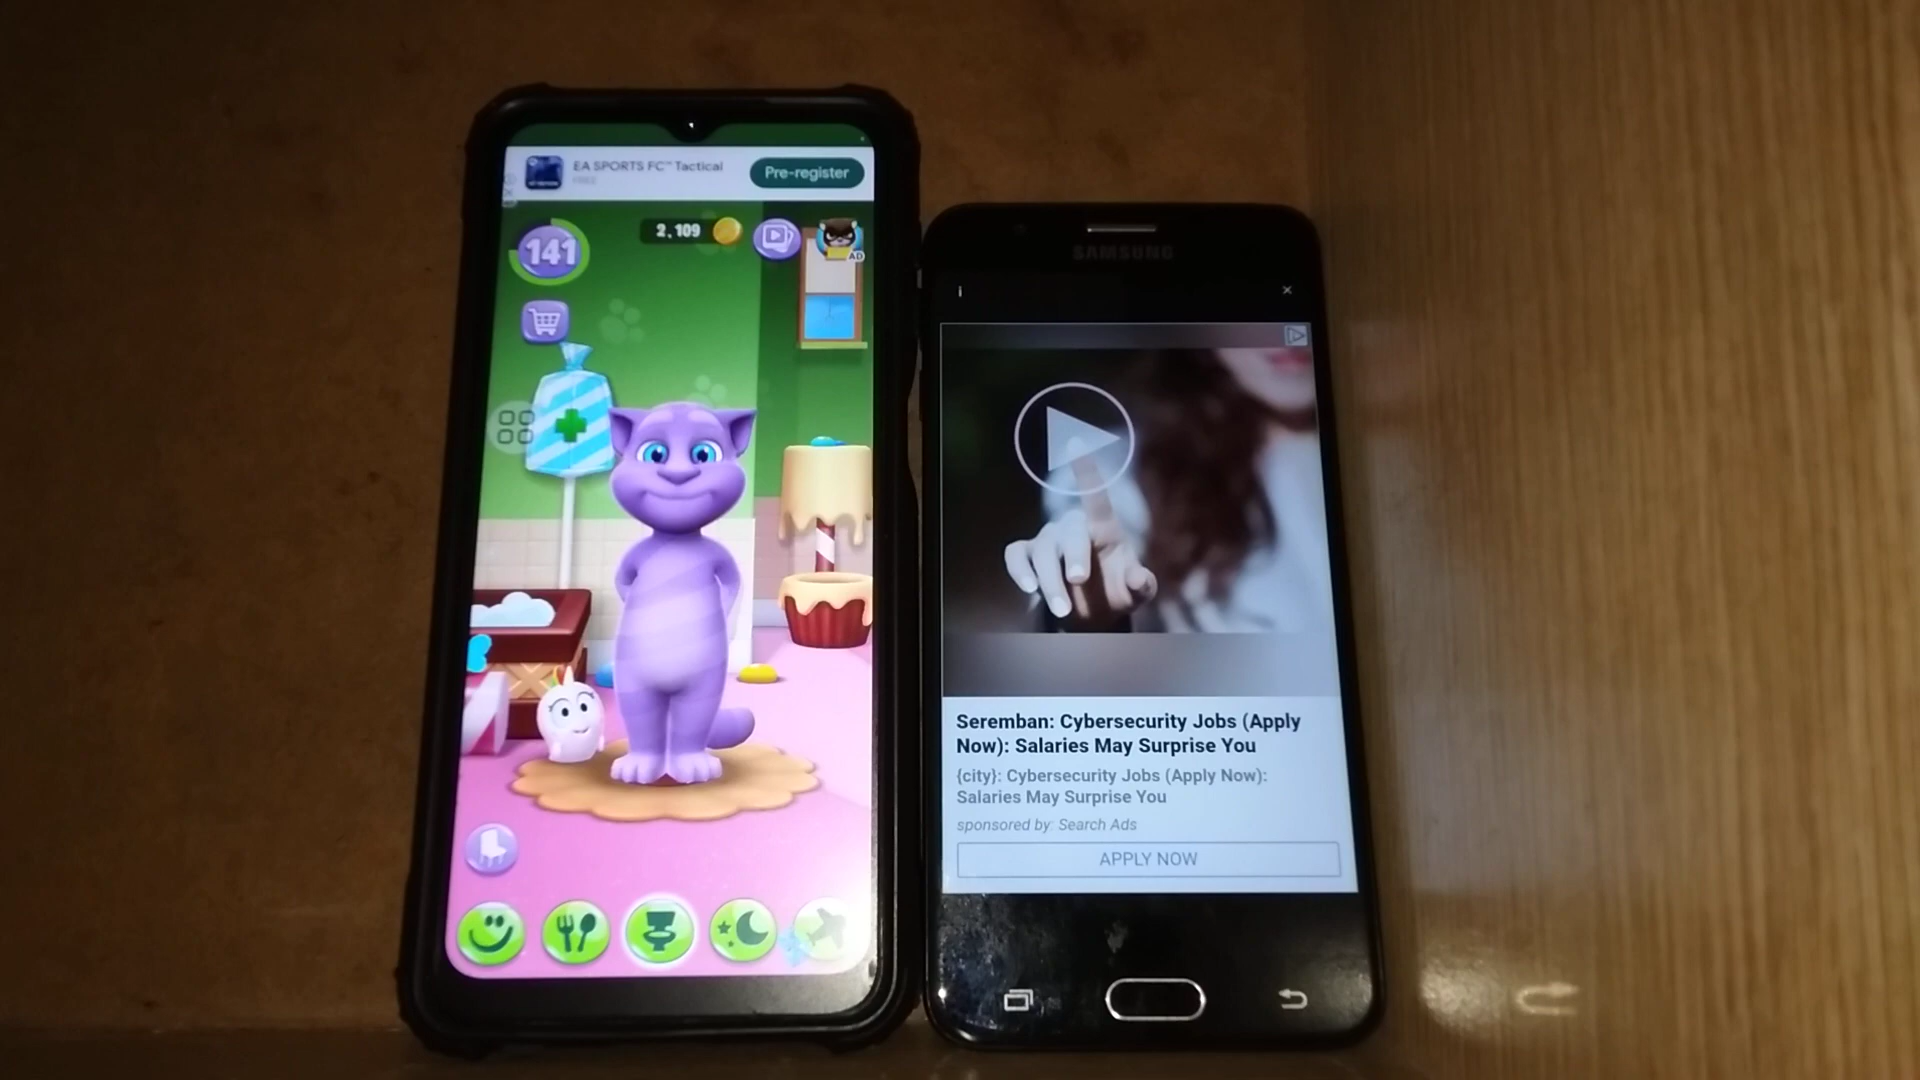 EA SPORTS FC™ Tactical
FREE
Pre-register
141
2,109
AD
SAMSUNG
Seremban: Cybersecurity Jobs (Apply
Now): Salaries May Surprise You
{city}: Cybersecurity Jobs (Apply Now):
Salaries May Surprise You
sponsored by: Search Ads
APPLY NOW